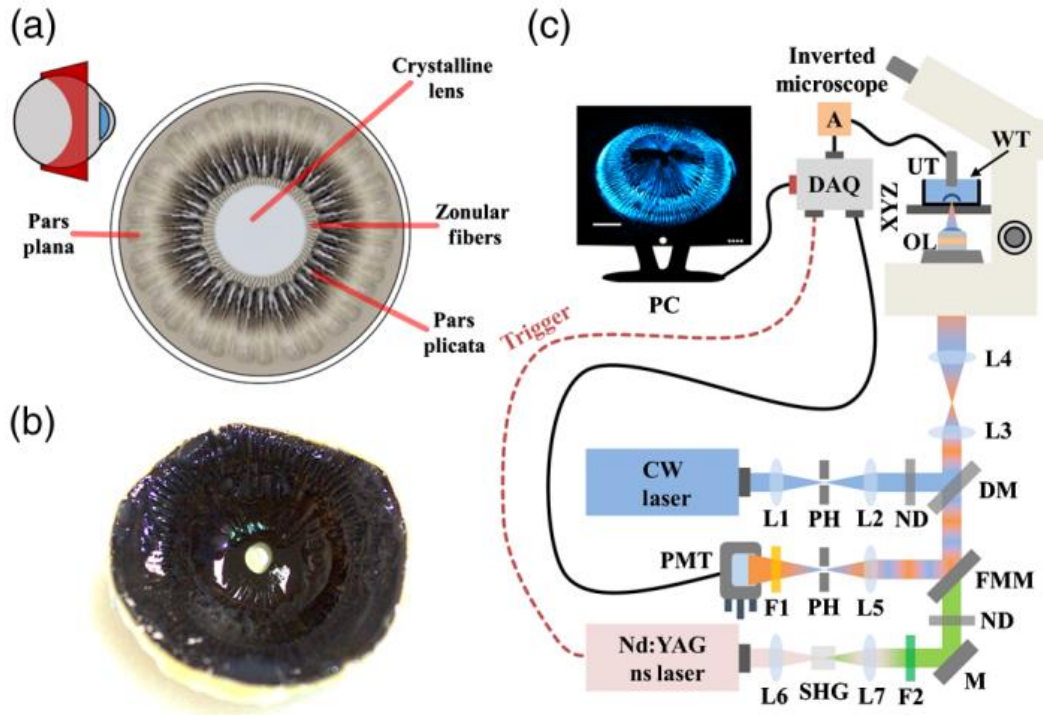 (a)
Crystalline
lens
Pars
plana
Zonular
fibers
Pars
plicata
(b)
(c)
Inverted
microscope
A
WT
UT
DAQ
XYZ
OL
PC
Trigger
L4
L3
CW
laser
L1 PH L2 ND
DM
PMT
F1 PH L5
FMM
ND
Nd:YAG
ns laser
L6 SHG L7 F2
M